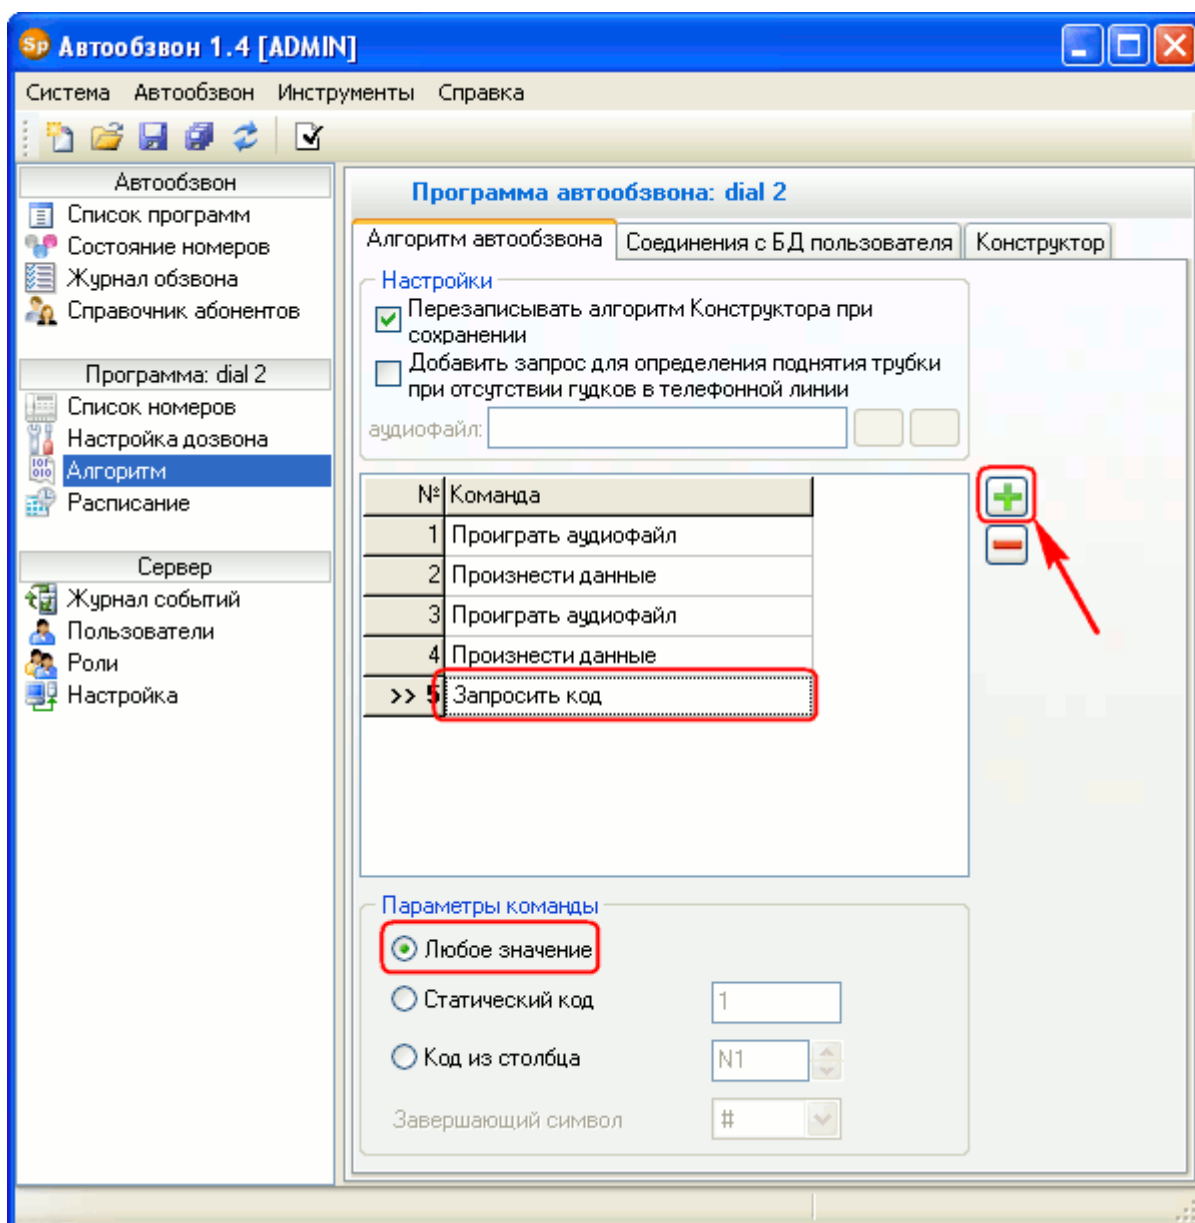 Sp Автообзвон 1.4 [ADMIN]
Система Автообзвон Инструменты Справка
Автообзвон
Список программ
Состояние номеров
Журнал обзвона
Справочник абонентов
Программа: dial 2
Список номеров
Настройка дозвона
Алгоритм
Расписание
Сервер
Журнал событий
Пользователи
Роли
Настройка
Программа автообзвона: dial 2
Алгоритм автообзвона Соединения с БД пользователя Конструктор
Настройки
Перезаписывать алгоритм Конструктора при
сохранении
Добавить запрос для определения поднятия трубки
при отсутствии гудков в телефонной линии
аудиофайл:
№ Команда
1 Проиграть аудиофайл
2 Произнести данные
3 Проиграть аудиофайл
4 Произнести данные
>> 5 Запросить код
Параметры команды
Любое значение
Статический код 1
Код из столбца N1
Завершающий символ #